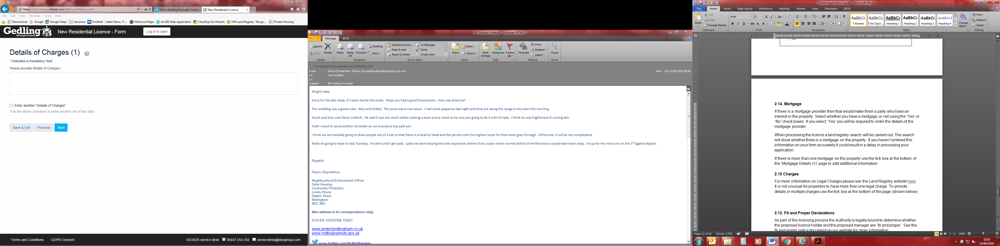 https://test2.staging.idoxds.com/dsfx/xp/form/launch#
iGen | Gedling Borough Counc...
New Residential Licence
File Edit View Favorites Tools Help
Phone book Google Google Maps newsnow Football - Latest News, Tr... Historical Maps ArcGIS Web Application ClassDojo for Parents HM Land Registry We gu... Private Housing
Gedling
Borough Council
New Residential Licence - Form
Log in to save
Details of Charges (1) ?
* Indicates a mandatory field
Please provide details of Charges *
Enter another "Details of Charges"
Tick the above checkbox to enter another set of this data.
Save & Exit Previous Next
Terms and Conditions GDPR Consent IDOXDS service desk 08447 254 333 servicedesk@idoxgroup.com
RE: Fantasy Football - Message (HTML)
File Message IDOX
Ignore
Junk
Delete
Delete
Reply
Reply All
Forward
Meeting
More
Respond
Selective licensi...
Team E-mail
Reply & Delete
To Manager
Done
Create New
Quick Steps
Move
Rules
Actions
Move
Mark Unread
Categorize
Follow Up
Tags
Translate
Find
Related
Select
Editing
Zoom
Zoom
You replied to this message on 13/09/2018 15:31.
From: Panos Chrysanthou <Panos.Chrysanthou@nottinghamcity.gov.uk>
Sent: Thu 13/09/2018 09:38
To: Tom Southam
Cc:
Subject: RE: Fantasy Football
Alright mate
Sorry for the late reply, it's been hectic this week. Hope you had a good honeymoon. How was America?
The wedding was a good crack. Nice and chilled. The pizza was a nice touch. I had some jalapenos last night and they are doing the conga in my colon this morning.
Shock and Awe was Steve Cotterill. He said it was too much bother picking a team every week so he was just going to do it with his lads. I think he was frightened of coming last.
Yeah I need to send another reminder as not everyone has paid yet.
I think we are basically going to draw people out of a hat so that there is a head to head and the person with the highest score for that week goes through. Otherwise, it will be too complicated.
Mate im going to have to skip Tuesday. Im skint until I get paid. Lydia has been buying the kids expensive clothes from Joules when normal clothes from Morrisons would have been okay. Im up for the next one on the 3rd against Napoli.
Regards
Panos Chrysanthou
Neighbourhood Enforcement Officer
Safer Housing
Community Protection
Loxley House
Station Street
Nottingham
NG2 3NG
(this address is for correspondence only)
0115 876 1576/07506 733637
www.protectnottingham.co.uk
www.nottinghamcity.gov.uk
www.twitter.com/NottmRenters
Online Application Guide - Microsoft Word
File Home Insert Page Layout References Mailings Review View Developer IDOX
Paste
Cut
Copy
Format Painter
Clipboard
Arial 12
Font
Paragraph
AaBbCc AaBbCc AaBbCc AaBbCc AaBbCc AaBbCcI
¶ Normal ¶ No Spaci... Heading 1 Heading 2 Heading 3 Heading 4
Styles
Change Styles
Find
Replace
Select
Editing
No
2.14. Mortgage
If there is a mortgage provider then that would make them a party who have an
interest in the property. Select whether you have a mortgage or not using the 'Yes' or
'No' check boxes. If you select 'Yes' you will be required to enter the details of the
mortgage provider.
When processing the licence a land registry search will be carried out. The search
will show whether there is a mortgage on the property. If you haven't entered this
information on your form accurately it could result in a delay in processing your
application.
If there is more than one mortgage on the property use the tick box at the bottom of
the 'Mortgage Details (1)' page to add additional information.
2.15 Charges
For more information on Legal Charges please see the Land Registry website here.
It is not unusual for properties to have more than one legal charge. To provide
details or multiple charges use the tick box at the bottom of the page (shown below).
2.12. Fit and Proper Declarations
As part of the licensing process the Authority is legally bound to determine whether
the proposed licence holder and the proposed manager are 'fit and proper'. See the
fit and proper policy document on our website for more information.
Page: 12 of 13 Words: 3,793 100%
15:14
14/09/2018